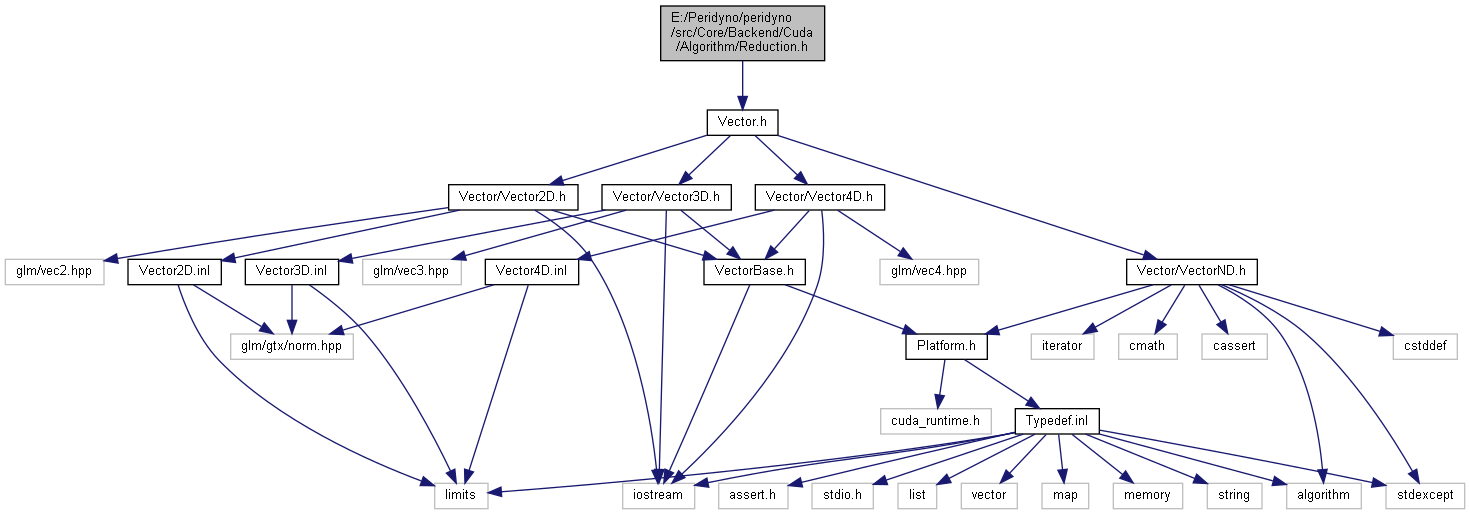 E:/Peridyno/peridyno
/src/Core/Backend/Cuda
/Algorithm/Reduction.h
Vector.h
Vector/Vector2D.h
Vector/Vector3D.h
Vector/Vector4D.h
glm/vec2.hpp
Vector2D.inl
Vector3D.inl
glm/vec3.hpp
Vector4D.inl
VectorBase.h
glm/vec4.hpp
Vector/VectorND.h
glm/gtx/norm.hpp
Platform.h
iterator
cmath
cassert
cstddef
cuda_runtime.h
Typedef.inl
limits
iostream
assert.h
stdio.h
list
vector
map
memory
string
algorithm
stdexcept